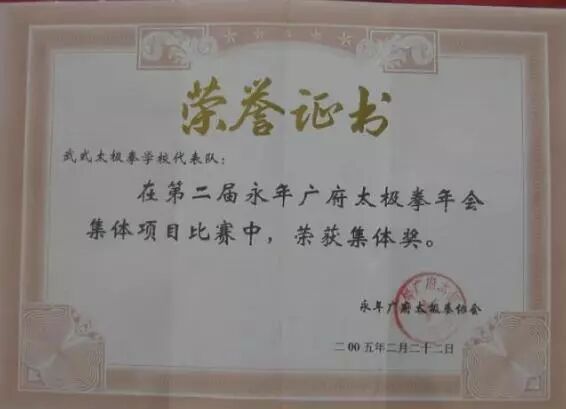 荣誉证书
武式太极拳学校代表队：
在第二届永年广府太极拳年会
集体项目比赛中，荣获集体奖。
永年广府太极拳协会
二00五年二月二十二日